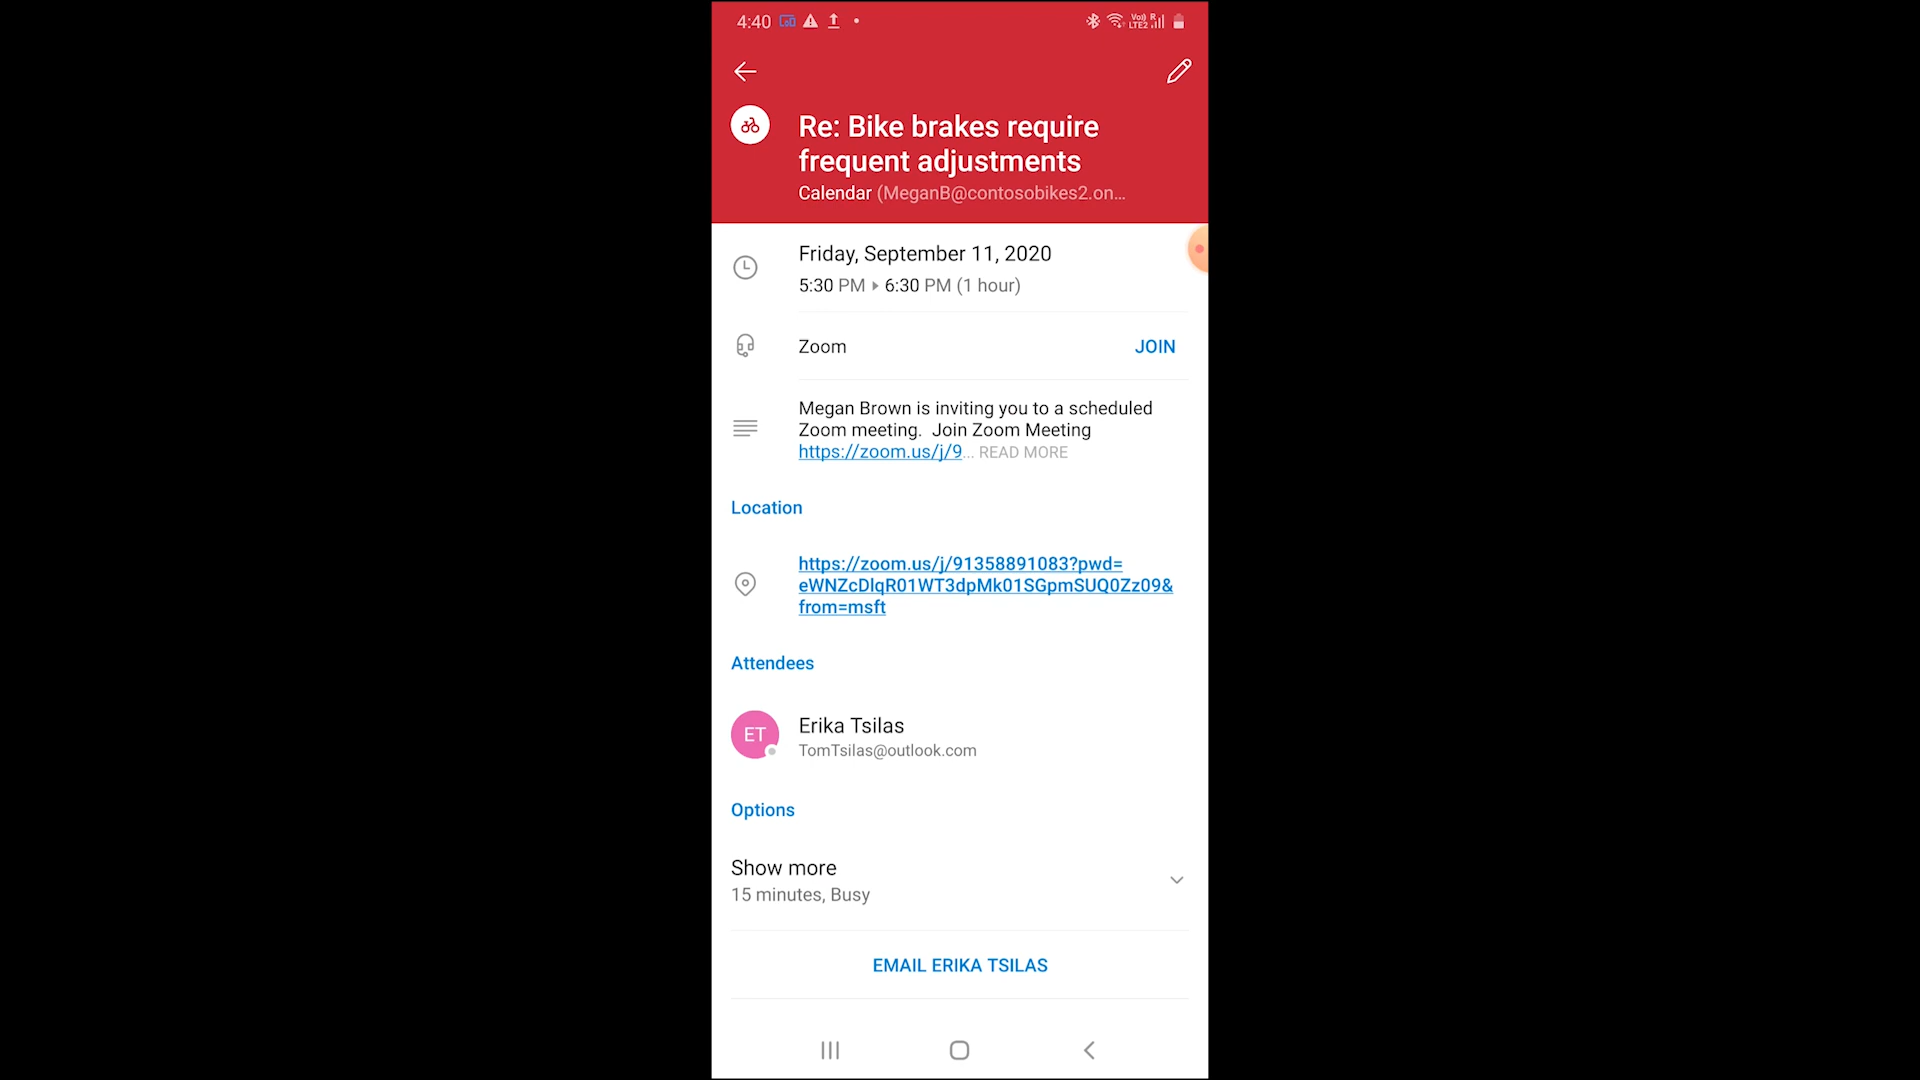 4:40
Vo)) R
LTE2
Re: Bike brakes require
frequent adjustments
Calendar (MeganB@contosobikes2.on...
Friday, September 11, 2020
5:30 PM ▸ 6:30 PM (1 hour)
Zoom JOIN
Megan Brown is inviting you to a scheduled
Zoom meeting. Join Zoom Meeting
https://zoom.us/j/9... READ MORE
Location
https://zoom.us/j/91358891083?pwd=
eWNZcDlqR01WT3dpMk01SGpmSUQ0Zz09&
from=msft
Attendees
ET
Erika Tsilas
TomTsilas@outlook.com
Options
Show more
15 minutes, Busy
EMAIL ERIKA TSILAS